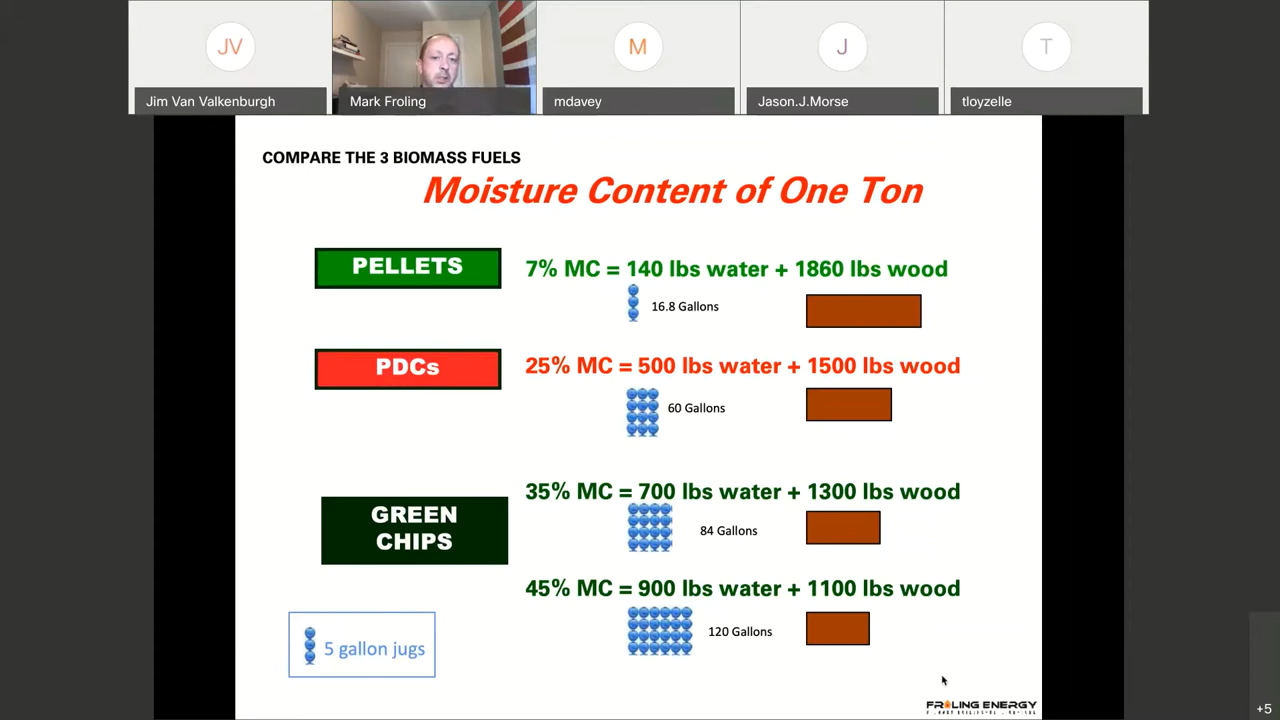 JV
M
J
T
Jim Van Valkenburgh
Mark Froling
mdavey
Jason.J.Morse
tloyzelle
COMPARE THE 3 BIOMASS FUELS
Moisture Content of One Ton
PELLETS
7% MC = 140 lbs water + 1860 lbs wood
16.8 Gallons
PDCs
25% MC = 500 lbs water + 1500 lbs wood
60 Gallons
35% MC = 700 lbs water + 1300 lbs wood
GREEN
CHIPS
84 Gallons
45% MC = 900 lbs water + 1100 lbs wood
120 Gallons
5 gallon jugs
FROLING ENERGY
+5